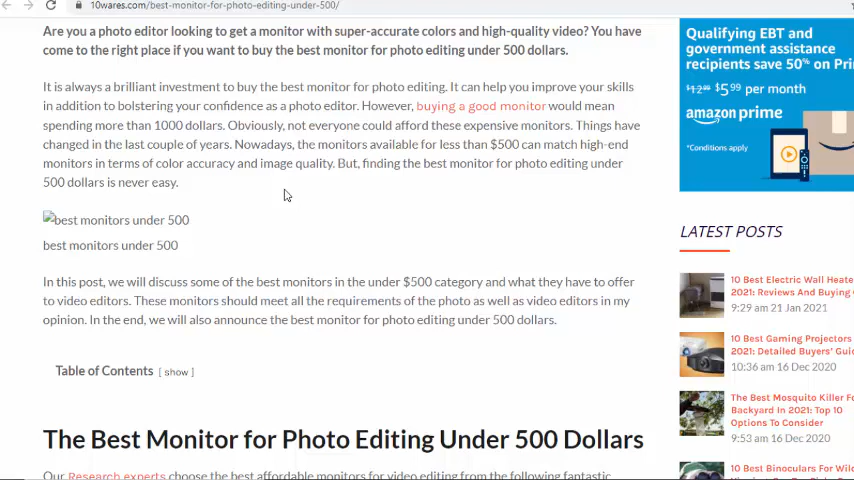 10wares.com/best-monitor-for-photo-editing-under-500/
Are you a photo editor looking to get a monitor with super-accurate colors and high-quality video? You have
come to the right place if you want to buy the best monitor for photo editing under 500 dollars.
It is always a brilliant investment to buy the best monitor for photo editing. It can help you improve your skills
in addition to bolstering your confidence as a photo editor. However, buying a good monitor would mean
spending more than 1000 dollars. Obviously, not everyone could afford these expensive monitors. Things have
changed in the last couple of years. Nowadays, the monitors available for less than $500 can match high-end
monitors in terms of color accuracy and image quality. But, finding the best monitor for photo editing under
500 dollars is never easy.
best monitors under 500
best monitors under 500
In this post, we will discuss some of the best monitors in the under $500 category and what they have to offer
to video editors. These monitors should meet all the requirements of the photo as well as video editors in my
opinion. In the end, we will also announce the best monitor for photo editing under 500 dollars.
Table of Contents [ show ]
The Best Monitor for Photo Editing Under 500 Dollars
Our Research experts choose the best affordable monitors for video editing from the following fantastic
Qualifying EBT and
government assistance
recipients save 50% on Pri
$12.99 $5.99 per month
amazon prime
*Conditions apply
LATEST POSTS
10 Best Electric Wall Heate
2021: Reviews And Buying
9:29 am 21 Jan 2021
10 Best Gaming Projectors
2021: Detailed Buyers' Guid
10:36 am 16 Dec 2020
The Best Mosquito Killer Fo
Backyard In 2021: Top 10
Options To Consider
9:53 am 16 Dec 2020
10 Best Binoculars For Wild